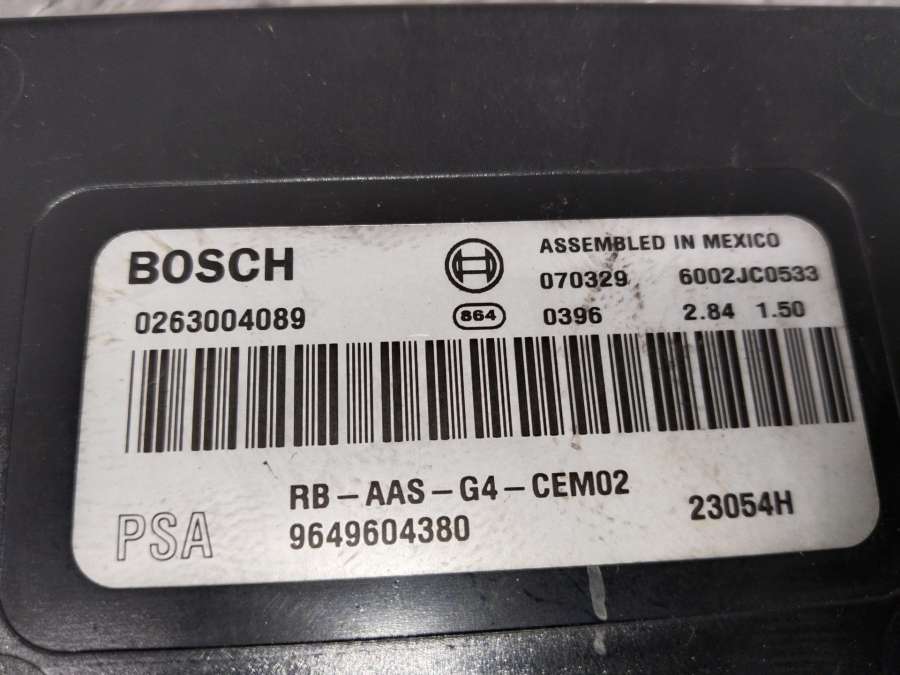 BOSCH
ASSEMBLED IN MEXICO
070329 6002JC0533
0263004089
864
0396 2.84 1.50
RB-AAS-G4-CEM02
PSA
9649604380
23054H